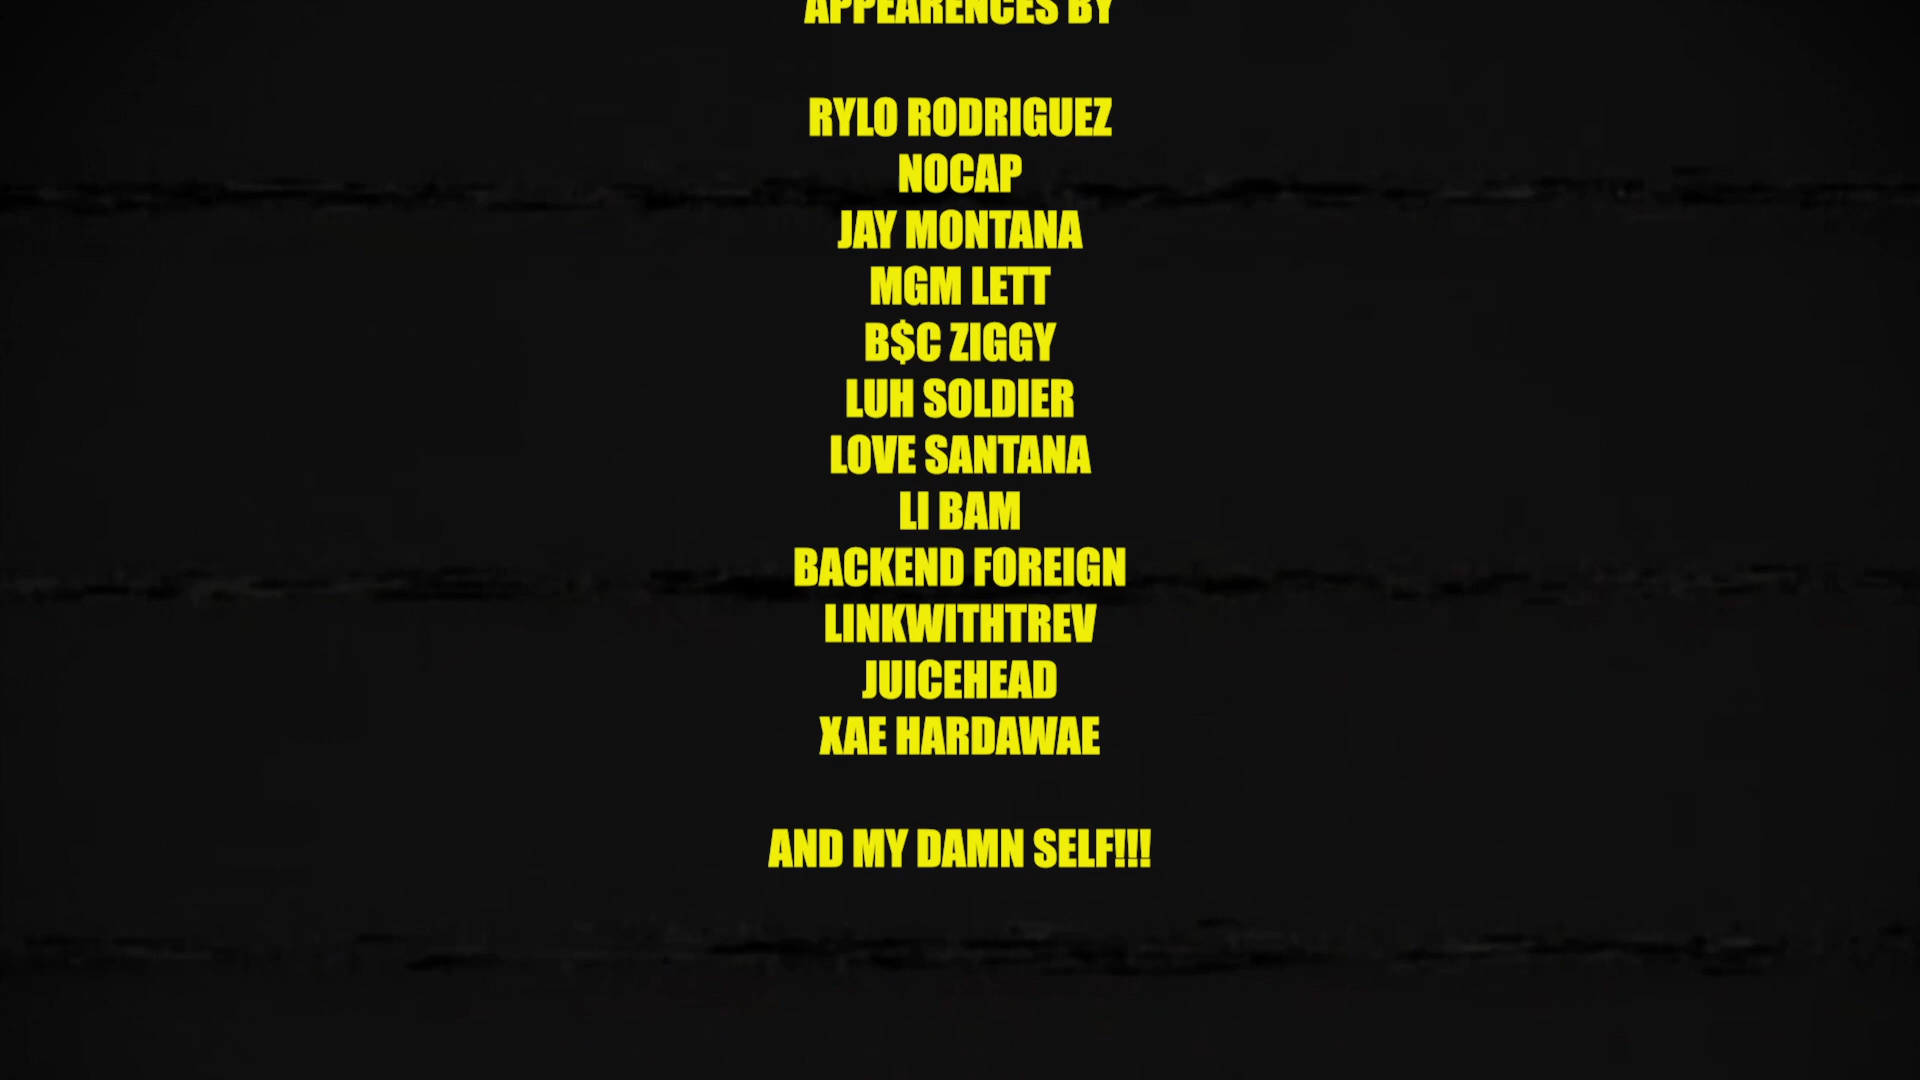 APPEARENCES BY
RYLO RODRIGUEZ
NOCAP
JAY MONTANA
MGM LETT
B$C ZIGGY
LUH SOLDIER
LOVE SANTANA
LI BAM
BACKEND FOREIGN
LINKWITHTREV
JUICEHEAD
XAE HARDAWAE
AND MY DAMN SELF!!!